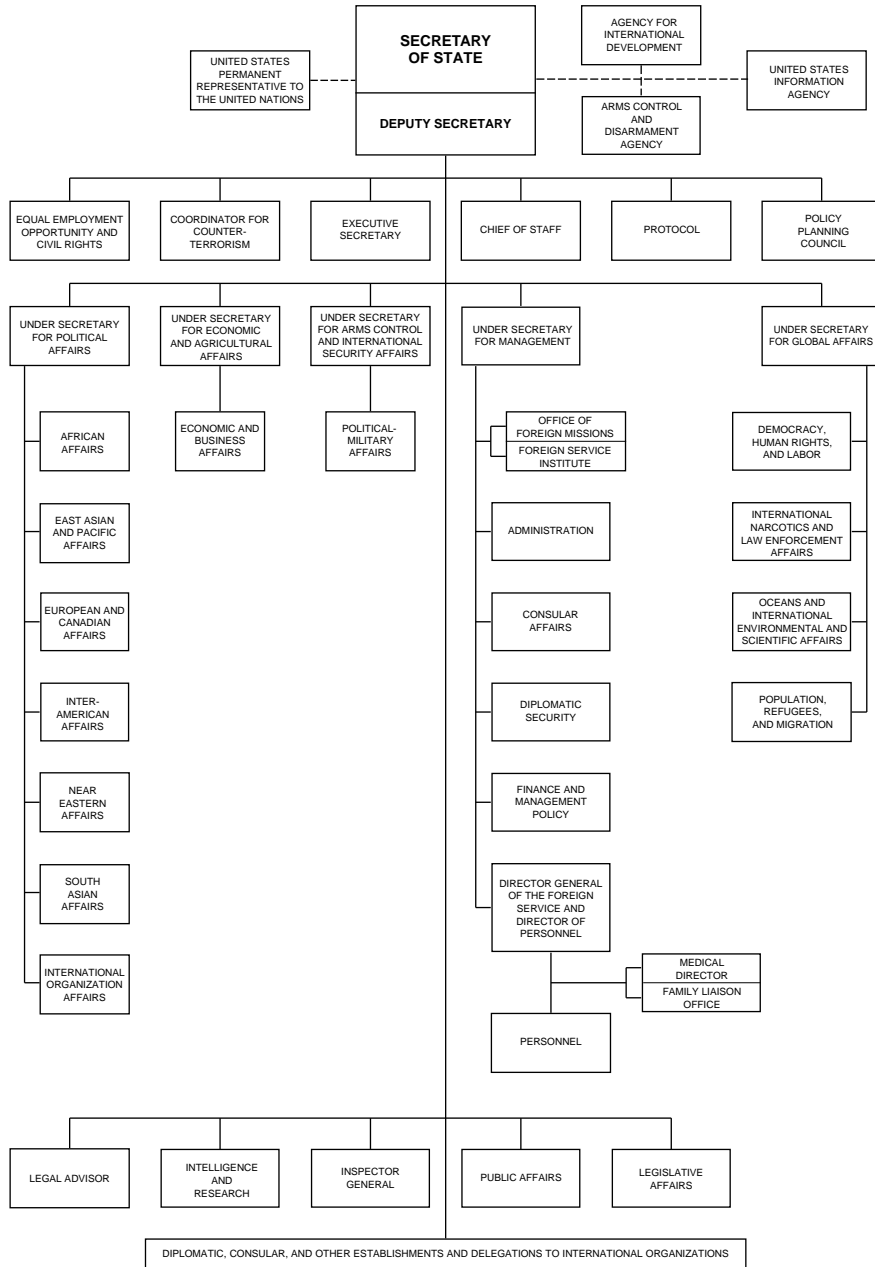 SECRETARY
OF STATE
DEPUTY SECRETARY
UNITED STATES
PERMANENT
REPRESENTATIVE TO
THE UNITED NATIONS
AGENCY FOR
INTERNATIONAL
DEVELOPMENT
ARMS CONTROL
AND
DISARMAMENT
AGENCY
UNITED STATES
INFORMATION
AGENCY
EQUAL EMPLOYMENT
OPPORTUNITY AND
CIVIL RIGHTS
COORDINATOR FOR
COUNTER-
TERRORISM
EXECUTIVE
SECRETARY
CHIEF OF STAFF
PROTOCOL
POLICY
PLANNING
COUNCIL
UNDER SECRETARY
FOR POLITICAL
AFFAIRS
UNDER SECRETARY
FOR ECONOMIC
AND AGRICULTURAL
AFFAIRS
UNDER SECRETARY
FOR ARMS CONTROL
AND INTERNATIONAL
SECURITY AFFAIRS
UNDER SECRETARY
FOR MANAGEMENT
UNDER SECRETARY
FOR GLOBAL AFFAIRS
AFRICAN
AFFAIRS
EAST ASIAN
AND PACIFIC
AFFAIRS
EUROPEAN AND
CANADIAN
AFFAIRS
INTER-
AMERICAN
AFFAIRS
NEAR
EASTERN
AFFAIRS
SOUTH
ASIAN
AFFAIRS
INTERNATIONAL
ORGANIZATION
AFFAIRS
ECONOMIC AND
BUSINESS
AFFAIRS
POLITICAL-
MILITARY
AFFAIRS
OFFICE OF
FOREIGN MISSIONS
FOREIGN SERVICE
INSTITUTE
ADMINISTRATION
CONSULAR
AFFAIRS
DIPLOMATIC
SECURITY
FINANCE AND
MANAGEMENT
POLICY
DIRECTOR GENERAL
OF THE FOREIGN
SERVICE AND
DIRECTOR OF
PERSONNEL
MEDICAL
DIRECTOR
FAMILY LIAISON
OFFICE
PERSONNEL
DEMOCRACY,
HUMAN RIGHTS,
AND LABOR
INTERNATIONAL
NARCOTICS AND
LAW ENFORCEMENT
AFFAIRS
OCEANS AND
INTERNATIONAL
ENVIRONMENTAL AND
SCIENTIFIC AFFAIRS
POPULATION,
REFUGEES,
AND MIGRATION
LEGAL ADVISOR
INTELLIGENCE
AND
RESEARCH
INSPECTOR
GENERAL
PUBLIC AFFAIRS
LEGISLATIVE
AFFAIRS
DIPLOMATIC, CONSULAR, AND OTHER ESTABLISHMENTS AND DELEGATIONS TO INTERNATIONAL ORGANIZATIONS